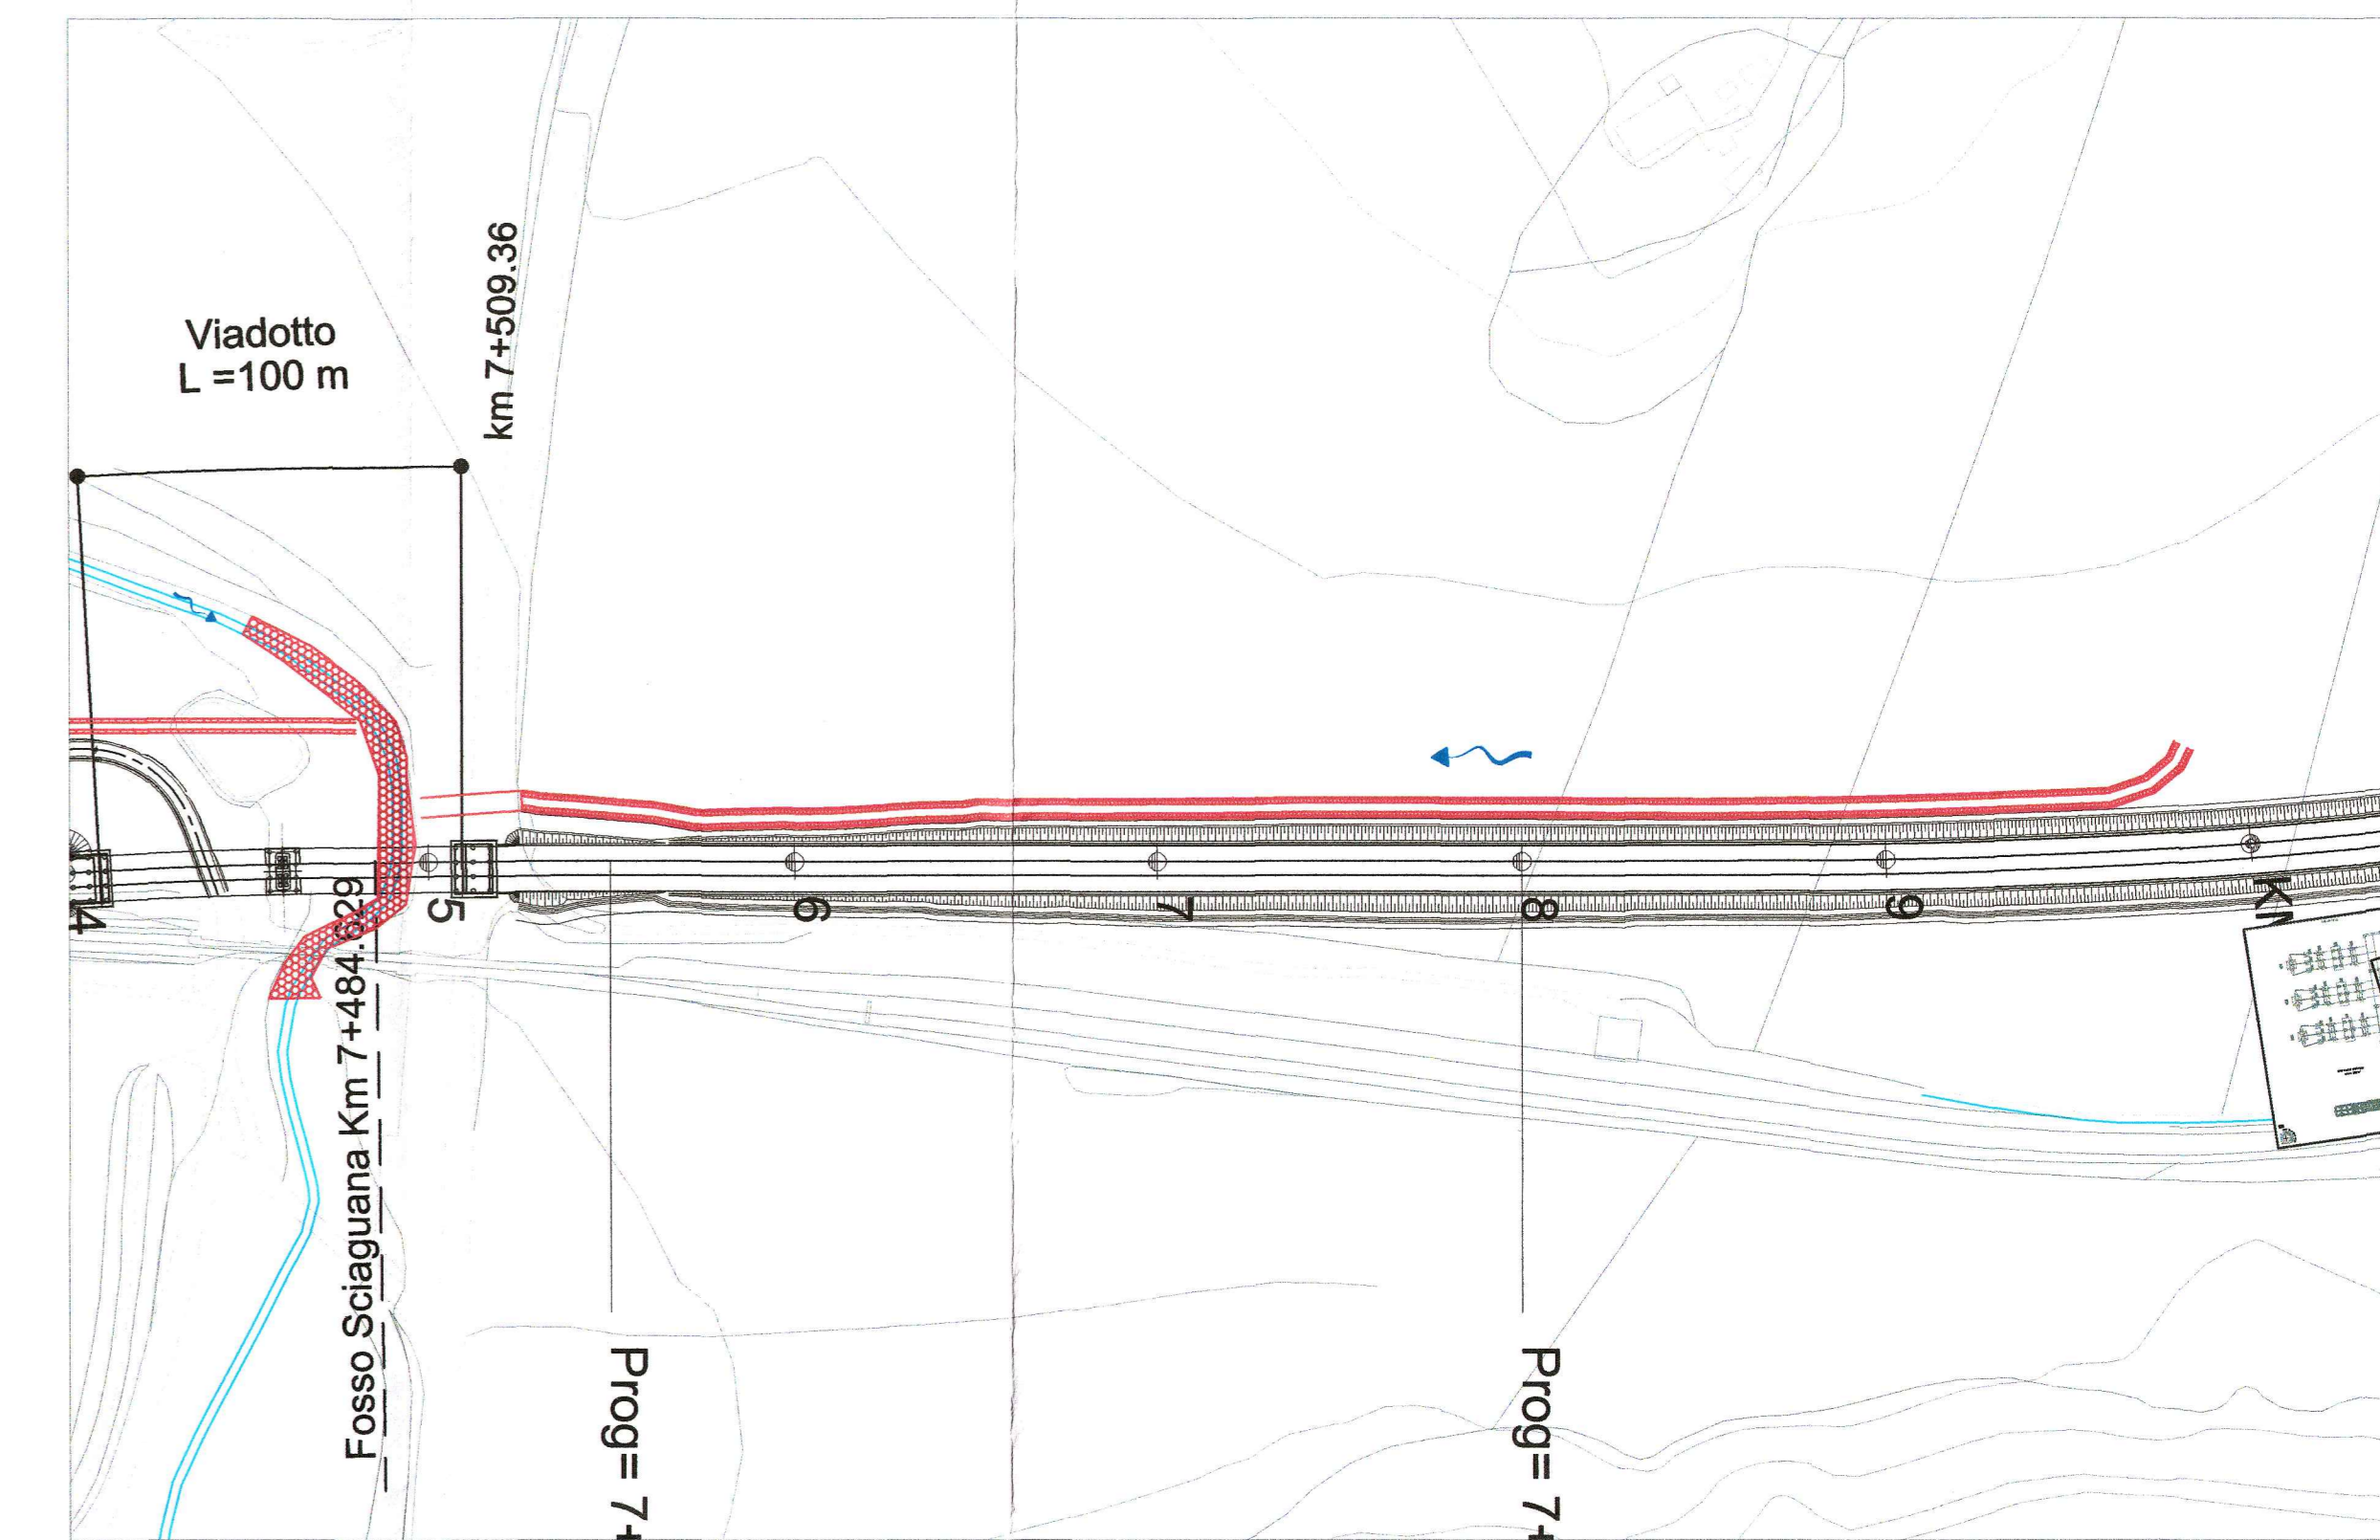 Viadotto
L =100 m
km 7+509.36
Fosso Sciaguana Km 7+484.629
4
5
6
7
8
9
Prog= 7+
Prog= 7+